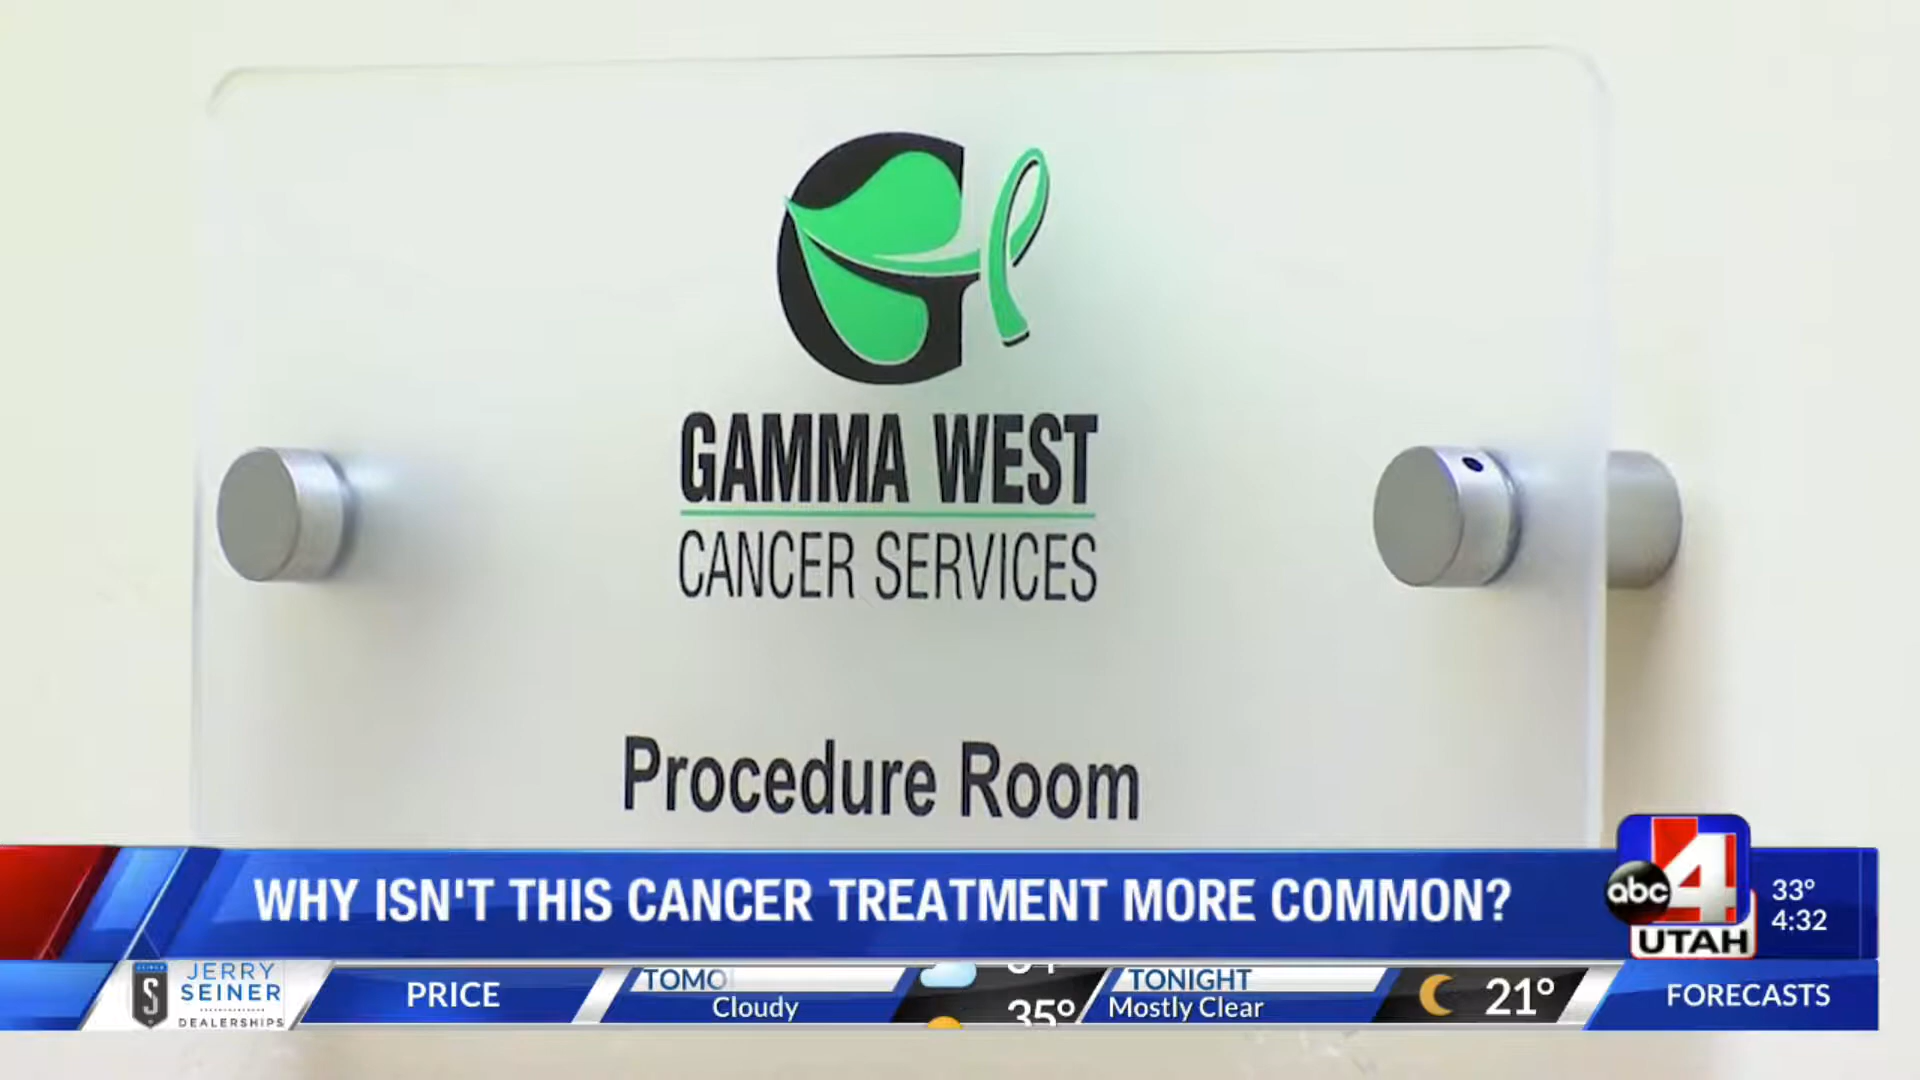 GAMMA WEST
CANCER SERVICES
Procedure Room
WHY ISN'T THIS CANCER TREATMENT MORE COMMON?
abc 4
UTAH
33°
4:32
JERRY
SEINER
DEALERSHIPS
PRICE
TOMO
Cloudy
35°
TONIGHT
Mostly Clear
21°
FORECASTS